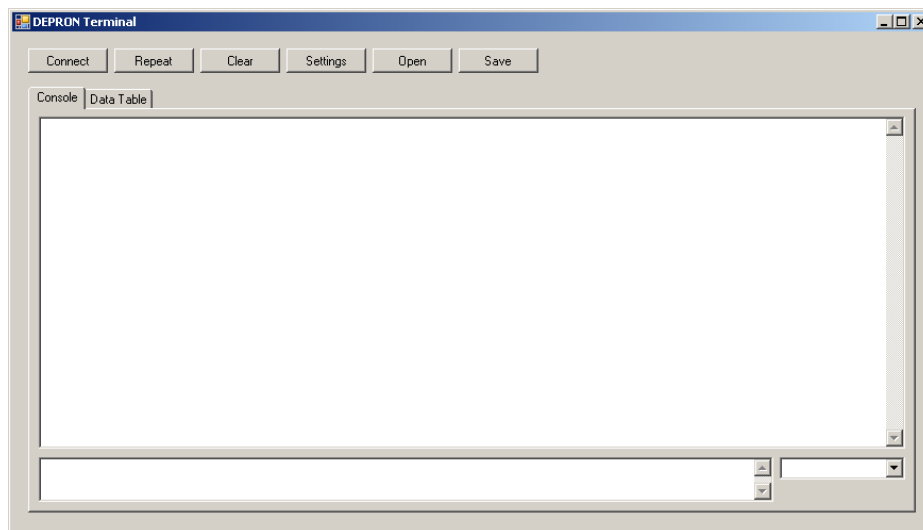 DEPRON Terminal
Connect Repeat Clear Settings Open Save
Console Data Table